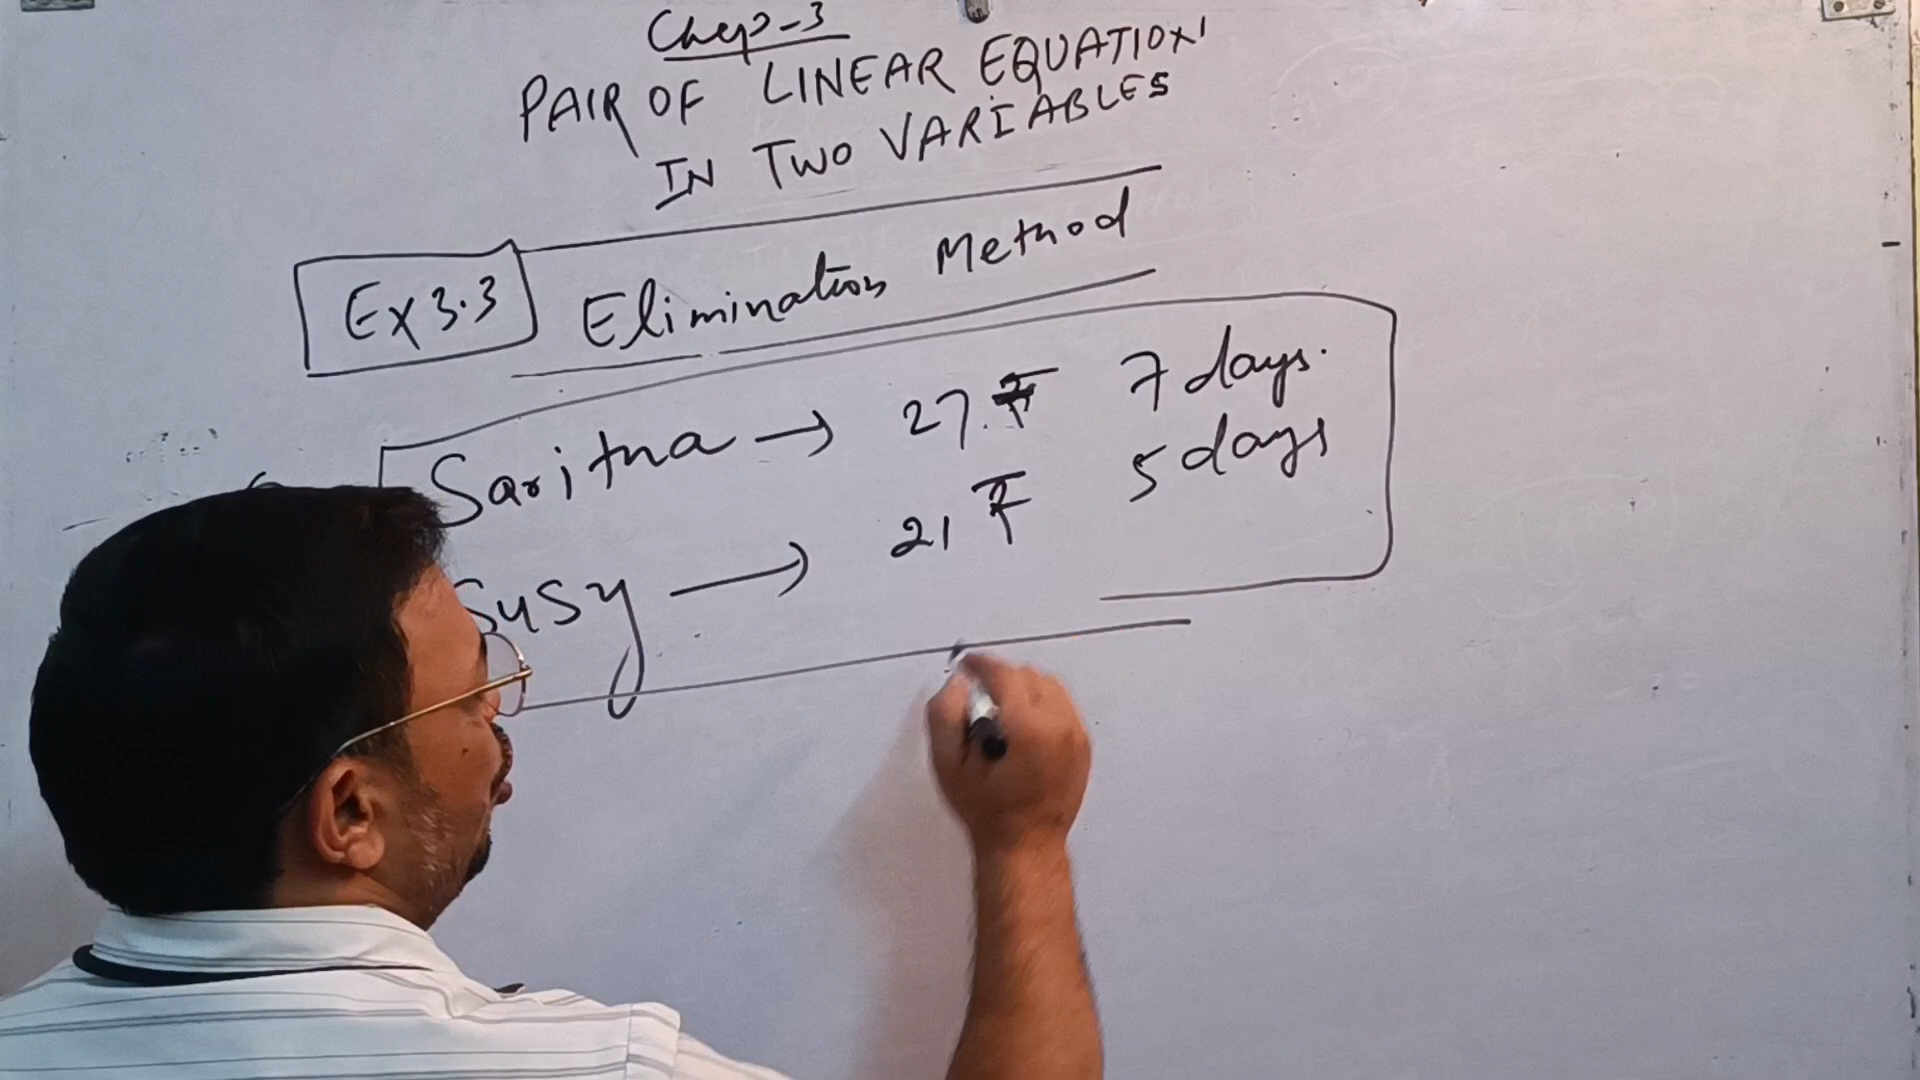 Chap-3
PAIR OF LINEAR EQUATION
IN TWO VARIABLES
Ex 3.3 Elimination Method
Saritha → 27 ₹ 7 days.
Susy → 21 ₹ 5 days